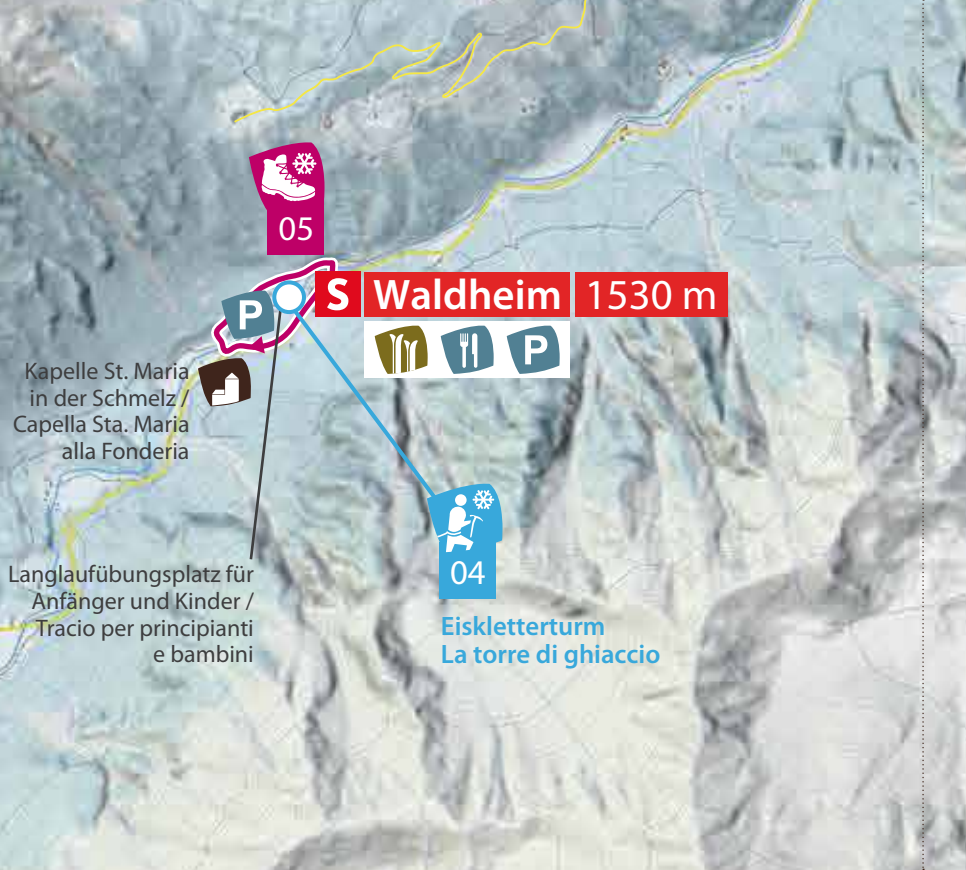 05
P
S Waldheim 1530 m
P
Kapelle St. Maria
in der Schmelz /
Capella Sta. Maria
alla Fonderia
04
Langlaufübungsplatz für
Anfänger und Kinder /
Tracio per principianti
e bambini
Eiskletterturm
La torre di ghiaccio